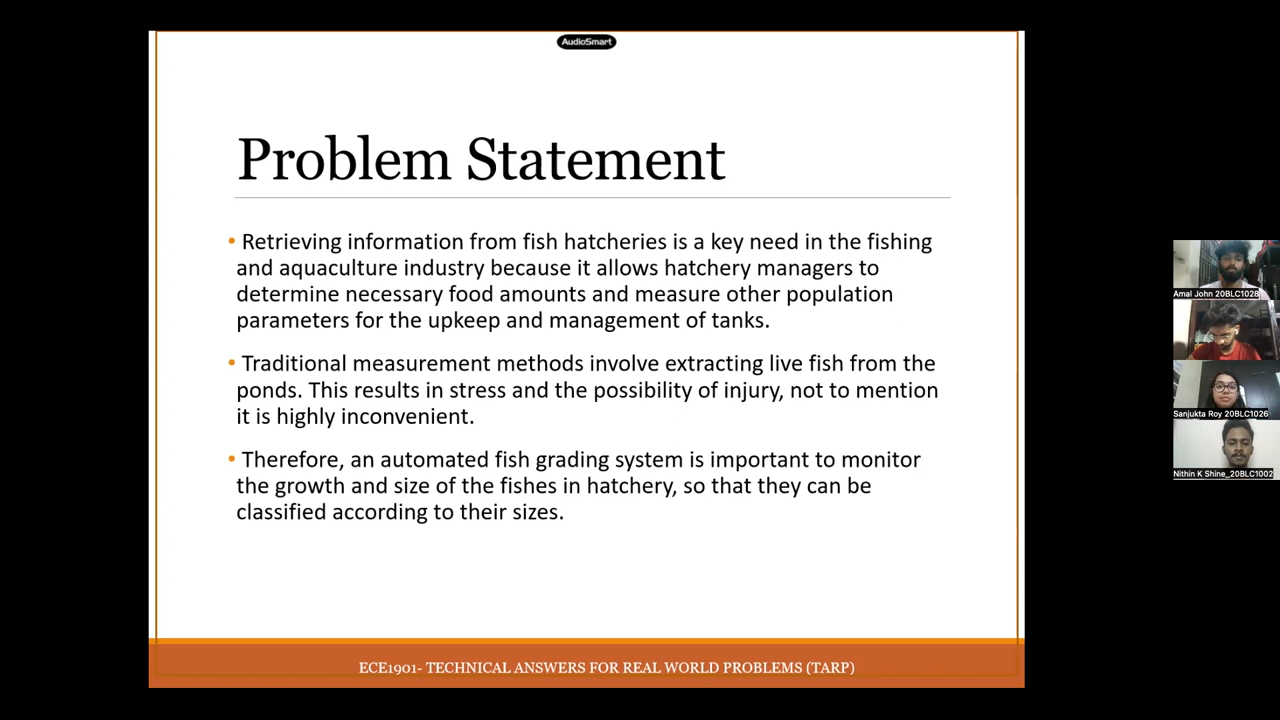 AudioSmart
Problem Statement
• Retrieving information from fish hatcheries is a key need in the fishing
and aquaculture industry because it allows hatchery managers to
determine necessary food amounts and measure other population
parameters for the upkeep and management of tanks.
• Traditional measurement methods involve extracting live fish from the
ponds. This results in stress and the possibility of injury, not to mention
it is highly inconvenient.
• Therefore, an automated fish grading system is important to monitor
the growth and size of the fishes in hatchery, so that they can be
classified according to their sizes.
ECE1901- TECHNICAL ANSWERS FOR REAL WORLD PROBLEMS (TARP)
Amal John 20BLC1028
Sanjukta Roy 20BLC1026
Nithin K Shine_20BLC1002